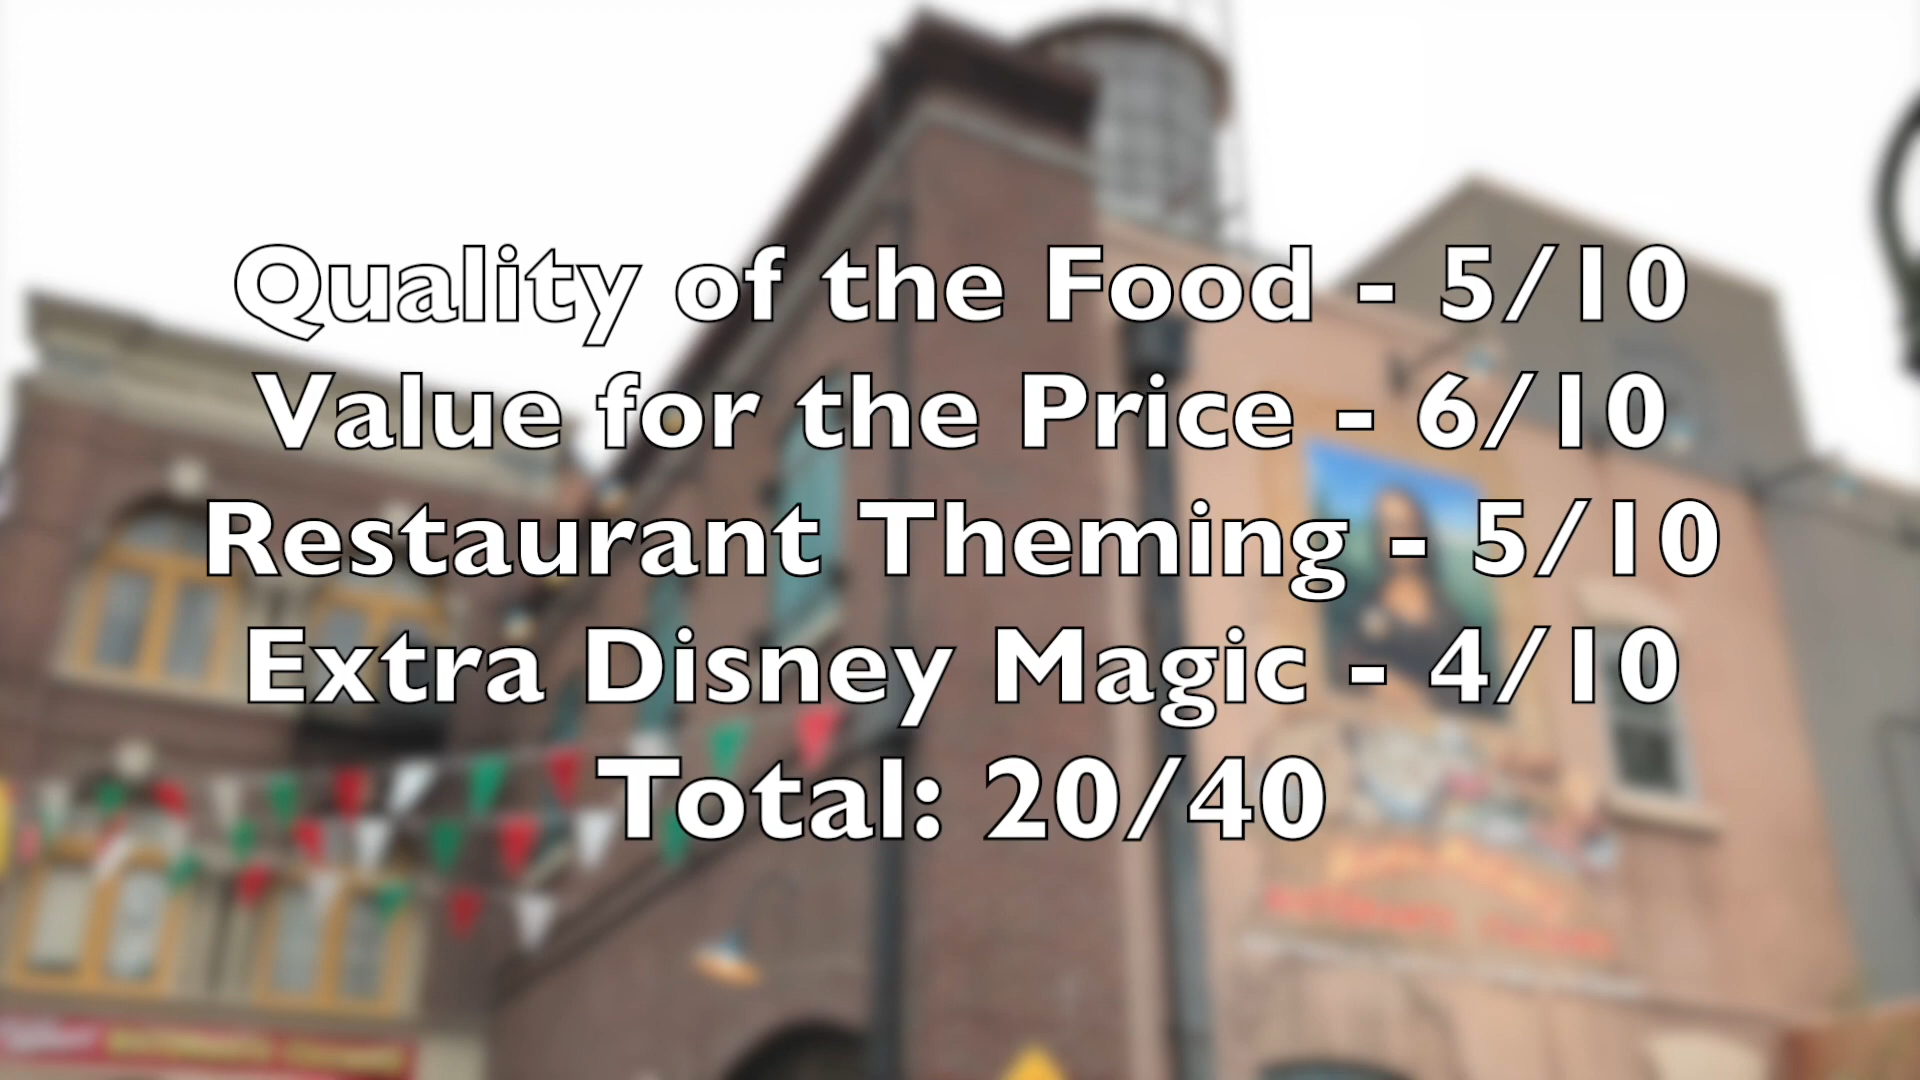 Quality of the Food - 5/10
Value for the Price - 6/10
Restaurant Theming - 5/10
Extra Disney Magic - 4/10
Total: 20/40